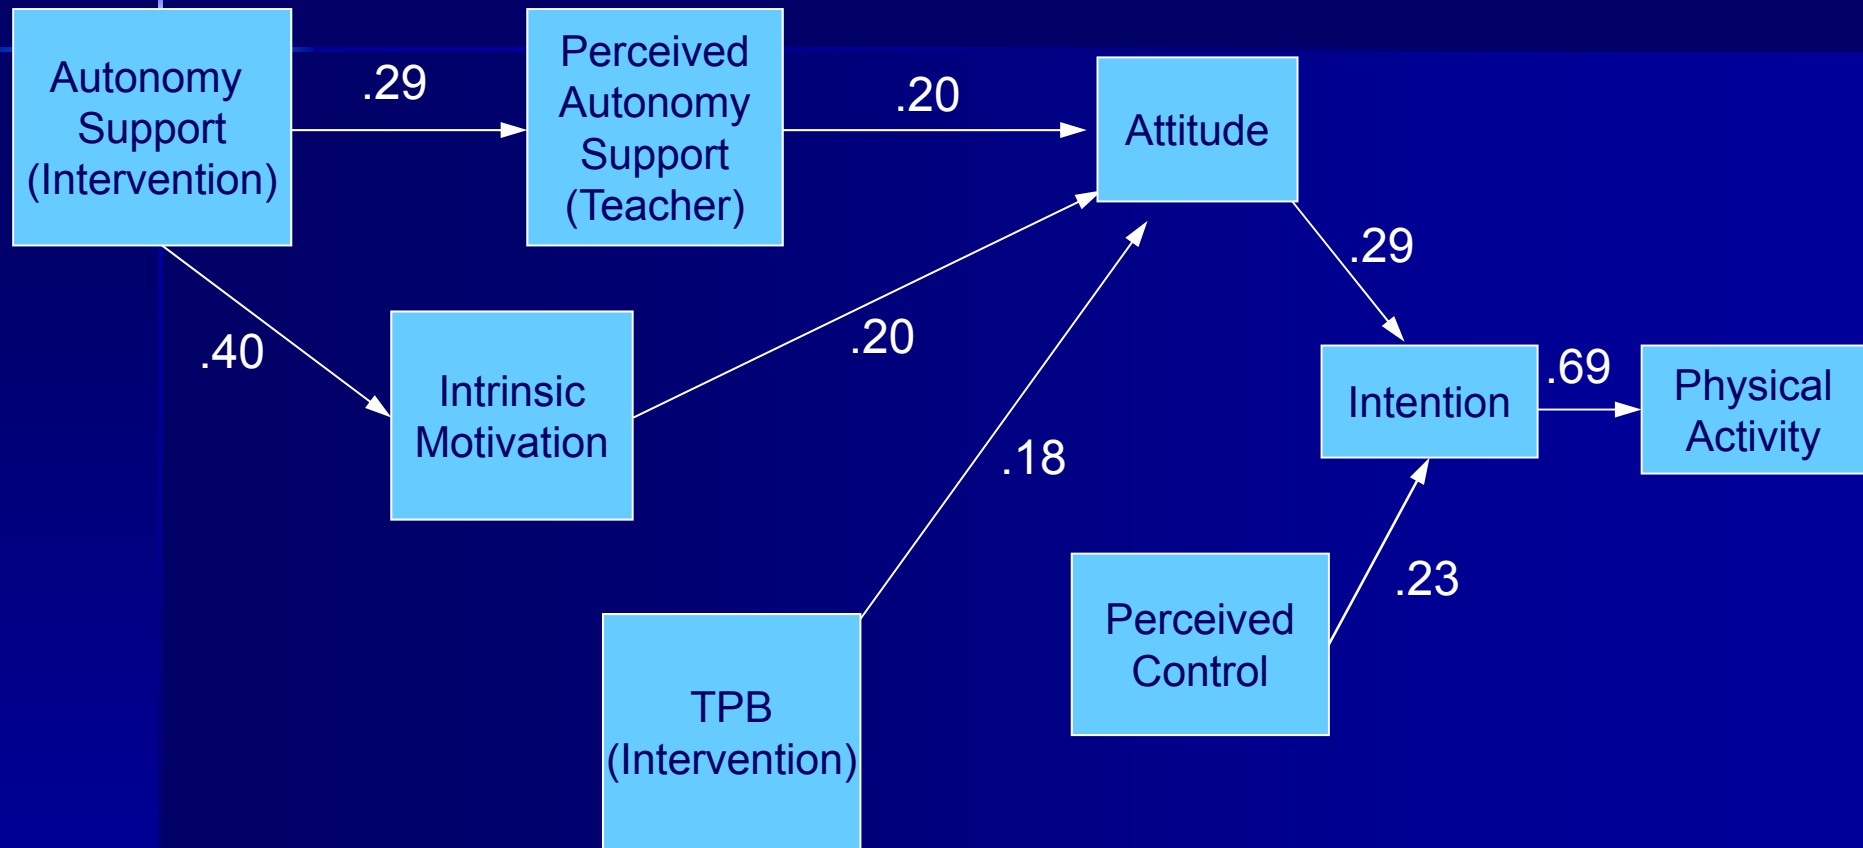 Autonomy
Support
(Intervention)
.29
Perceived
Autonomy
Support
(Teacher)
.20
Attitude
.40
Intrinsic
Motivation
.20
.18
.29
Intention
.69
Physical
Activity
.23
Perceived
Control
TPB
(Intervention)